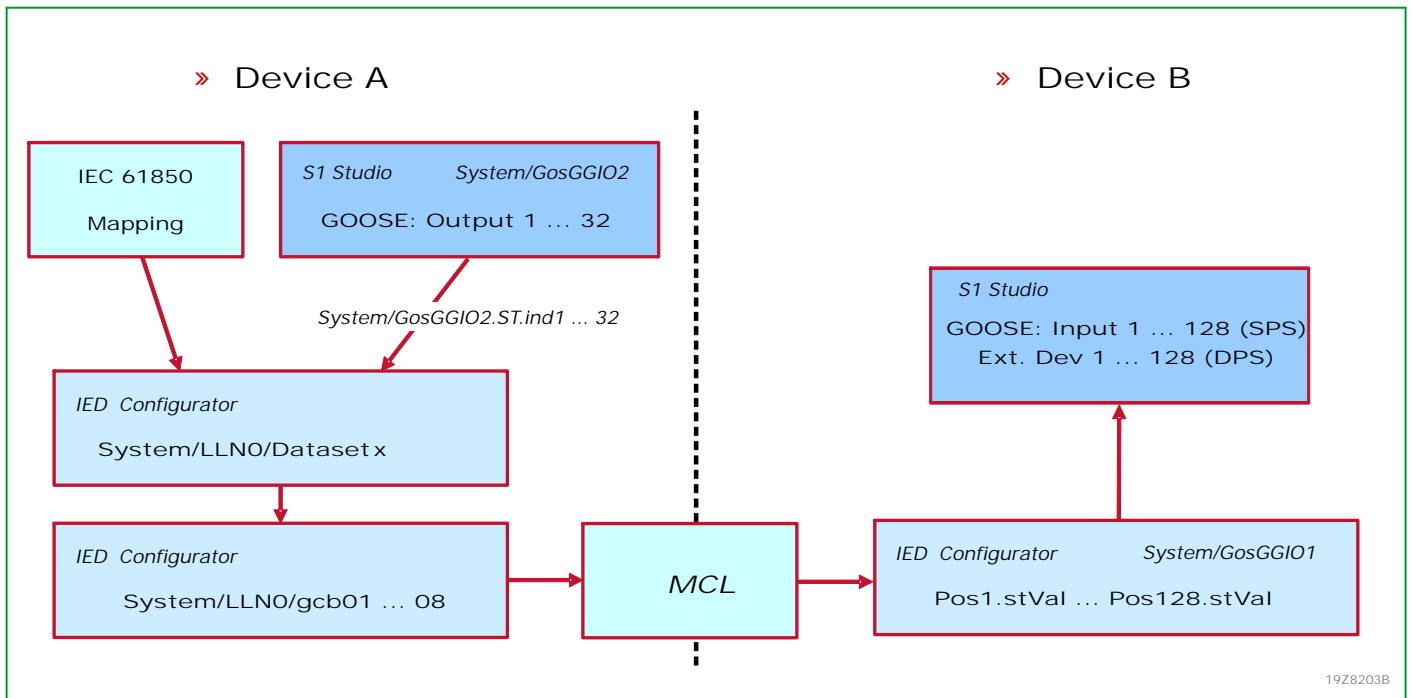 » Device A
» Device B
IEC 61850
Mapping
S1 Studio System/GosGGIO2
GOOSE: Output 1 ... 32
System/GosGGIO2.ST.ind1 ... 32
S1 Studio
GOOSE: Input 1 ... 128 (SPS)
Ext. Dev 1 ... 128 (DPS)
IED Configurator
System/LLN0/Dataset x
IED Configurator
System/LLN0/gcb01 ... 08
MCL
IED Configurator System/GosGGIO1
Pos1.stVal ... Pos128.stVal
19Z8203B